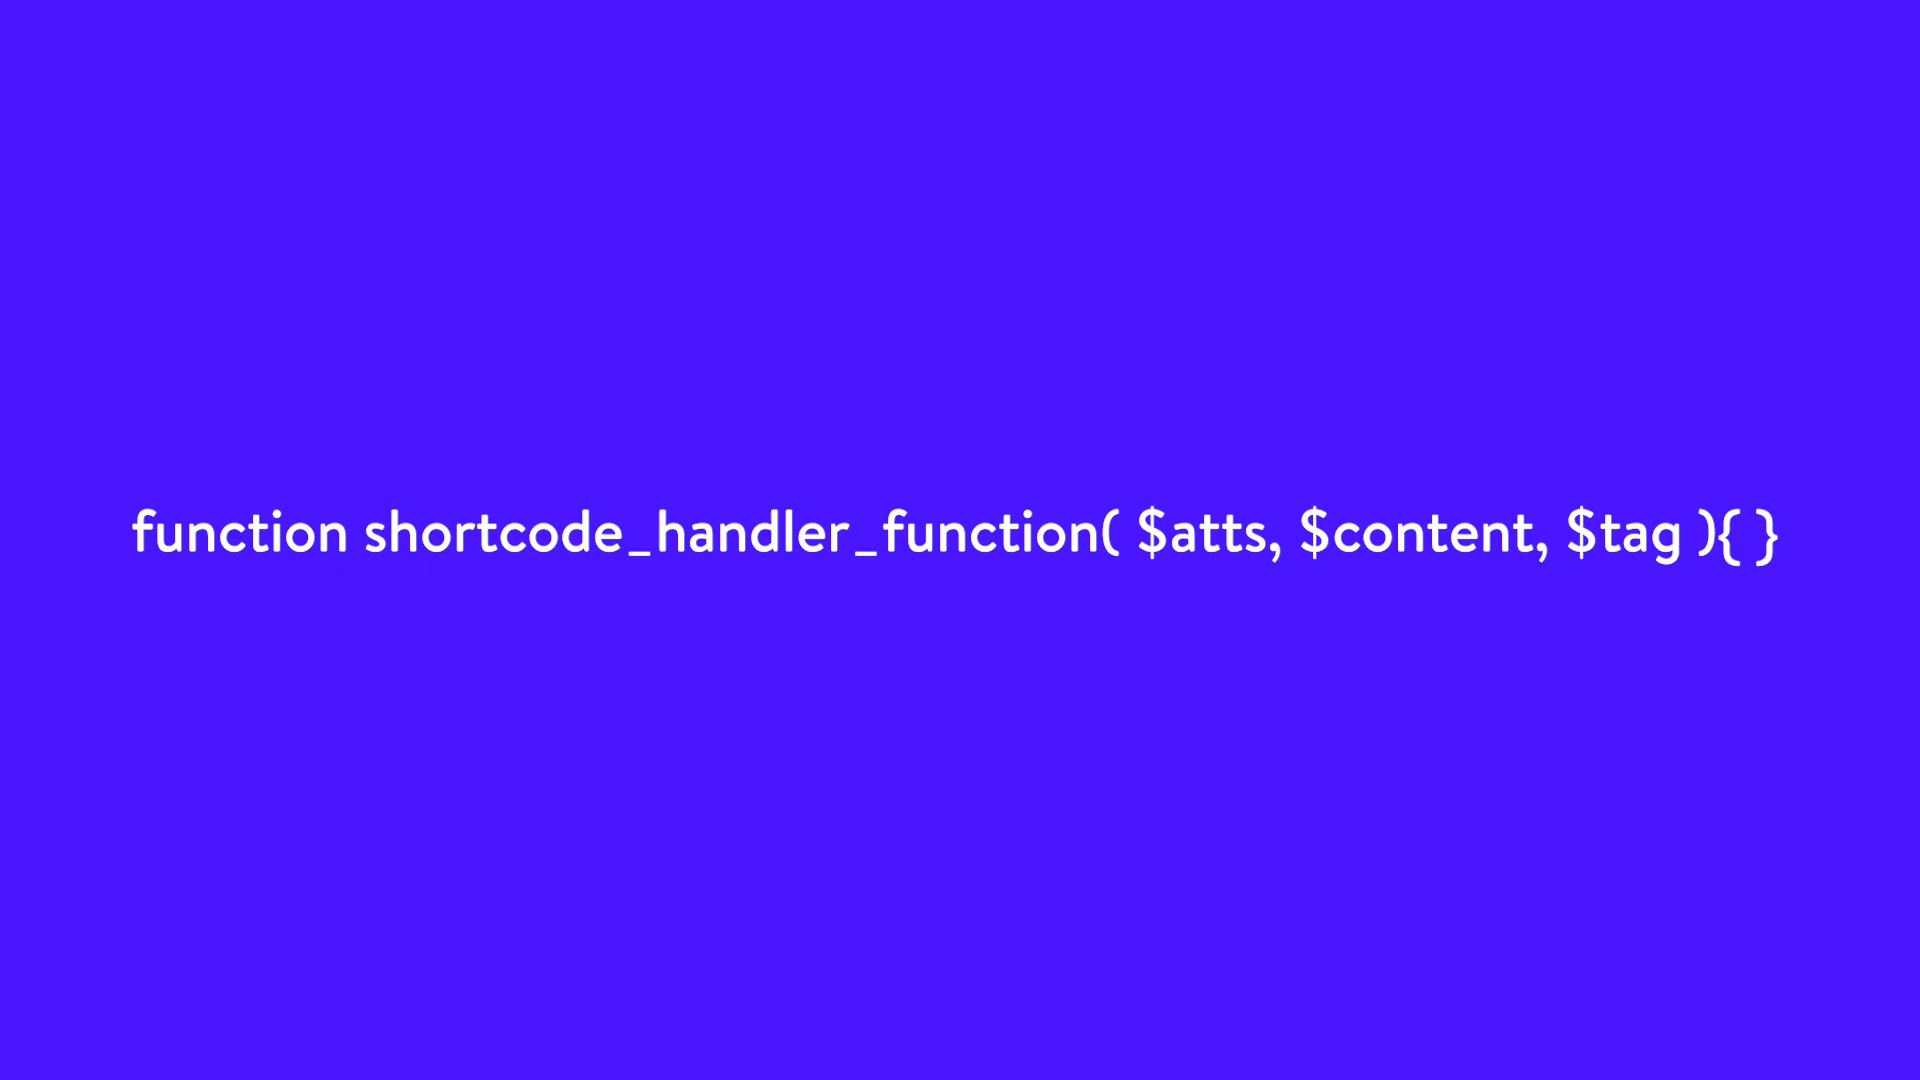 function shortcode_handler_function( $atts, $content, $tag ){ }